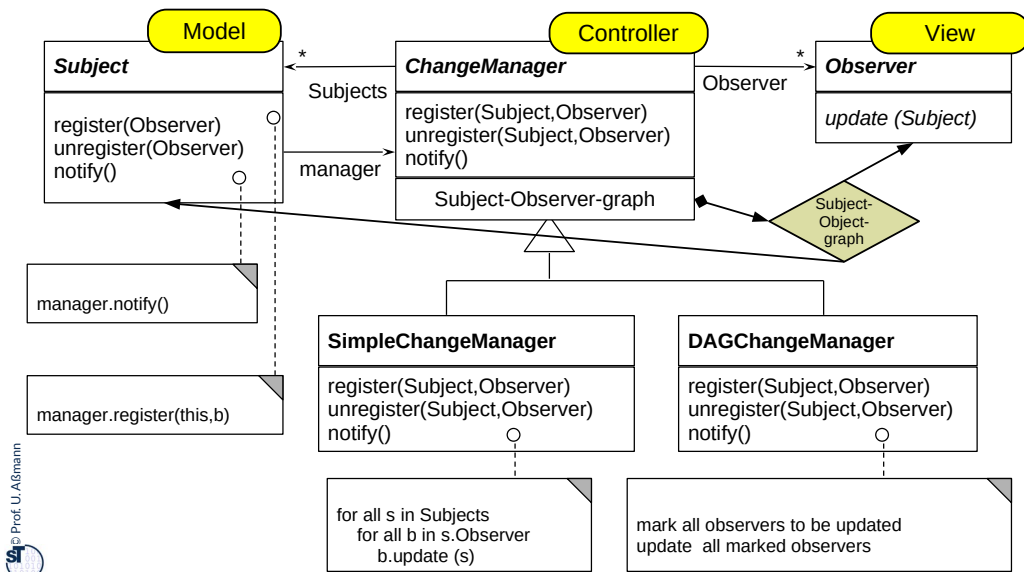 Model
Controller
View
Subject
*
ChangeManager
*
Observer
Subjects
Observer
register(Observer)
unregister(Observer)
notify()
manager
register(Subject,Observer)
unregister(Subject,Observer)
notify()
update (Subject)
Subject-Observer-graph
Subject-
Object-
graph
manager.notify()
SimpleChangeManager
DAGChangeManager
register(Subject,Observer)
unregister(Subject,Observer)
notify()
register(Subject,Observer)
unregister(Subject,Observer)
notify()
manager.register(this,b)
for all s in Subjects
for all b in s.Observer
b.update (s)
mark all observers to be updated
update all marked observers
© Prof. U. Aßmann
ST